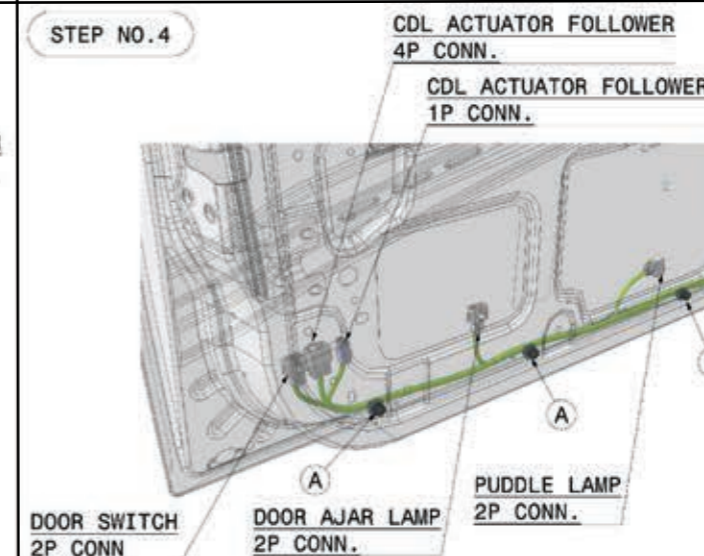 STEP NO.4
CDL ACTUATOR FOLLOWER
4P CONN.
CDL ACTUATOR FOLLOWER
1P CONN.
A
A
DOOR SWITCH
2P CONN
DOOR AJAR LAMP
2P CONN.
PUDDLE LAMP
2P CONN.